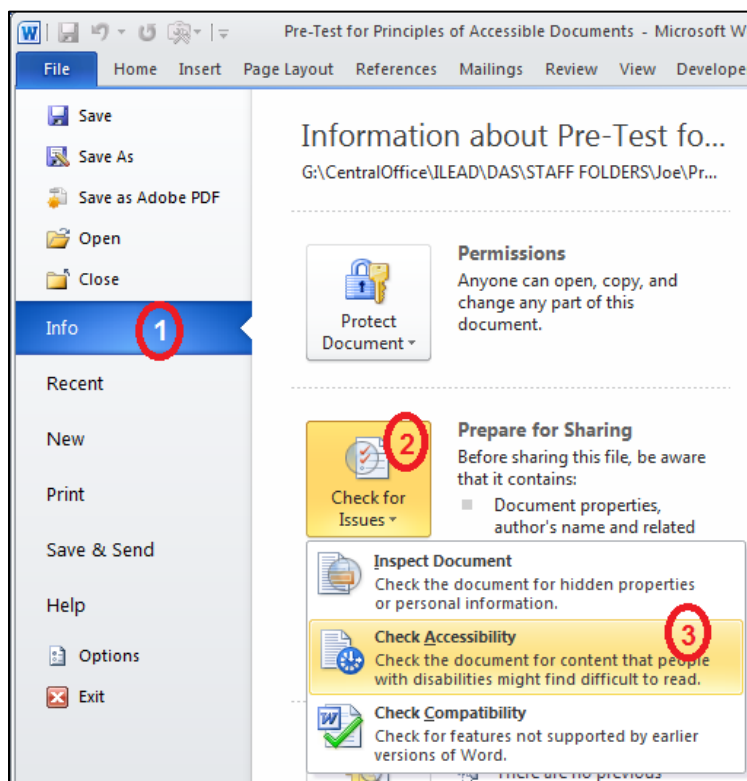 Pre-Test for Principles of Accessible Documents - Microsoft W
File Home Insert Page Layout References Mailings Review View Develope
Save
Save As
Save as Adobe PDF
Open
Close
Info 1
Recent
New
Print
Save & Send
Help
Options
Exit
Information about Pre-Test fo...
G:\CentralOffice\ILEAD\DAS\STAFF FOLDERS\Joe\Pr...
Protect
Document
Permissions
Anyone can open, copy, and
change any part of this
document.
2
Check for
Issues
Prepare for Sharing
Before sharing this file, be aware
that it contains:
Document properties,
author's name and related
Inspect Document
Check the document for hidden properties
or personal information.
Check Accessibility 3
Check the document for content that people
with disabilities might find difficult to read.
Check Compatibility
Check for features not supported by earlier
versions of Word.
There are no previous